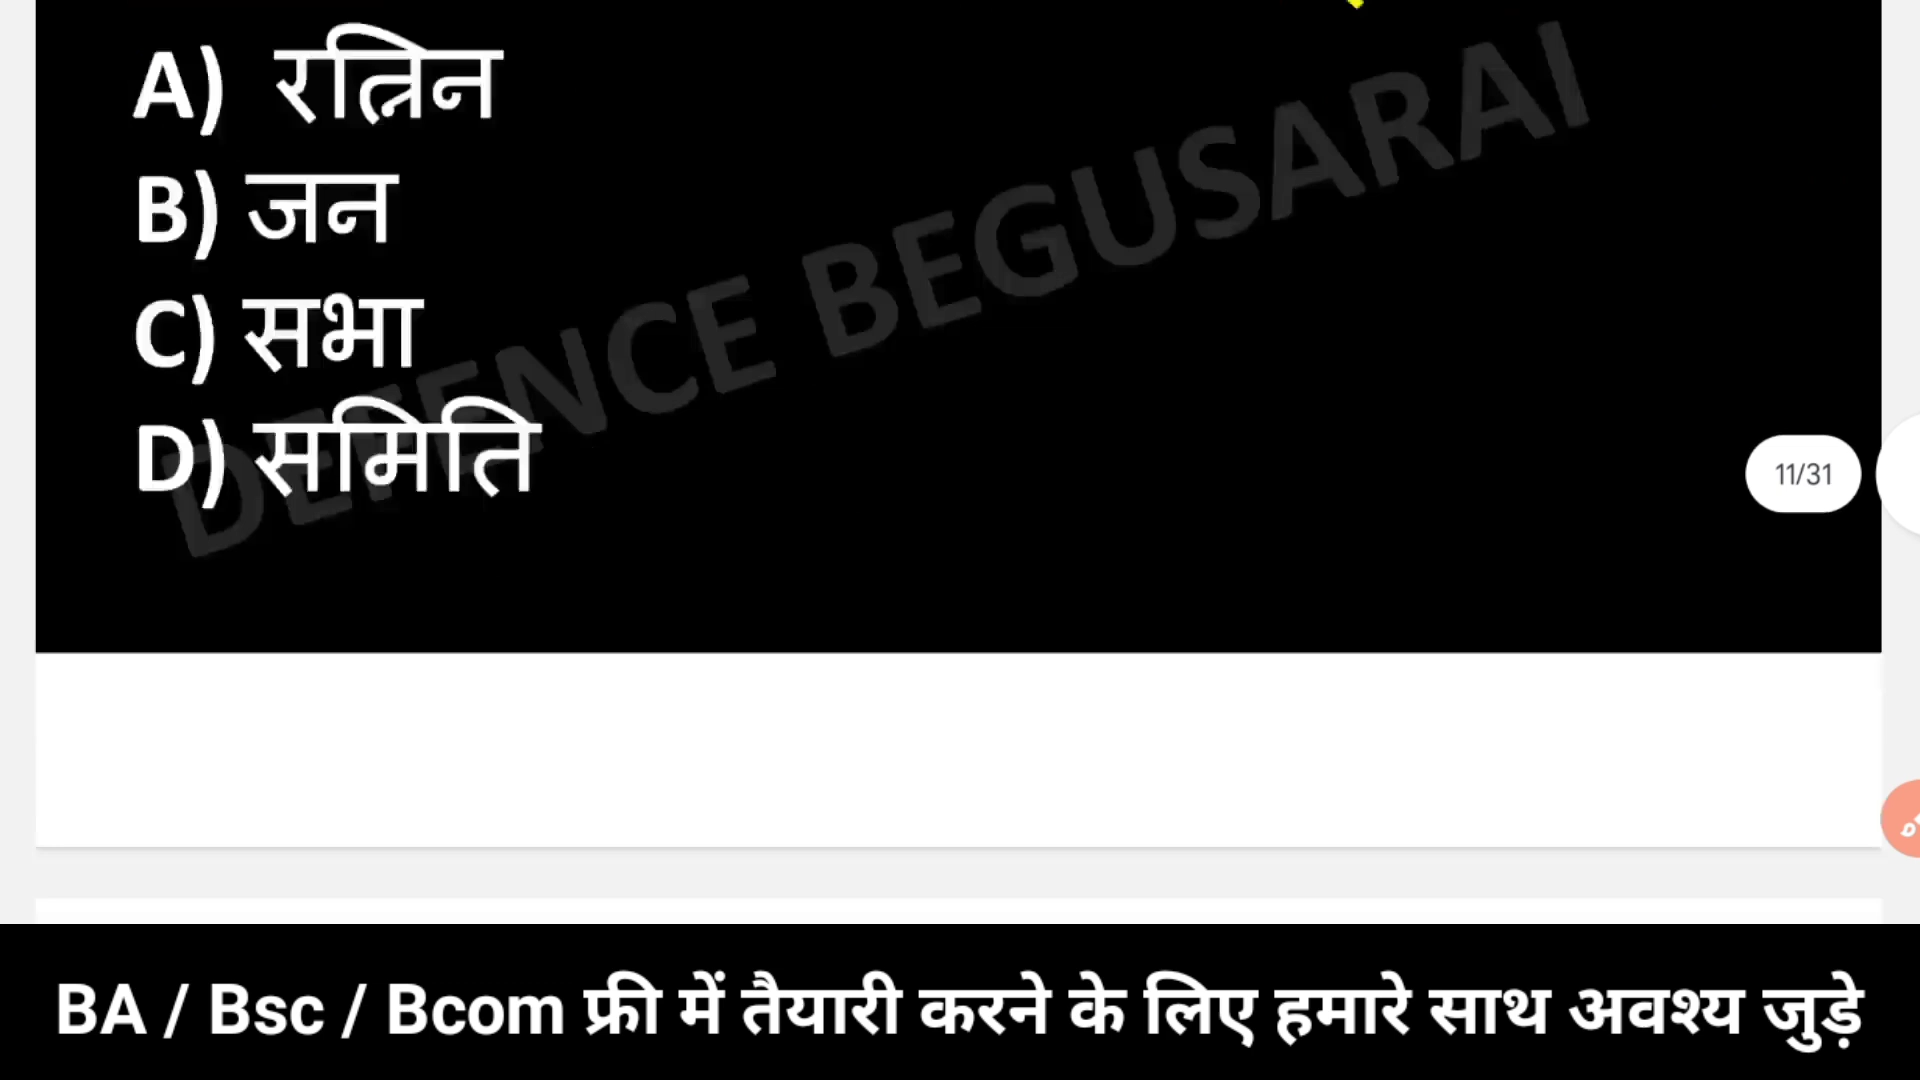 A) रत्निन
B) जन
C) सभा
D) समिति
DEFENCE BEGUSARAI
11/31
BA / Bsc / Bcom फ्री में तैयारी करने के लिए हमारे साथ अवश्य जुड़े